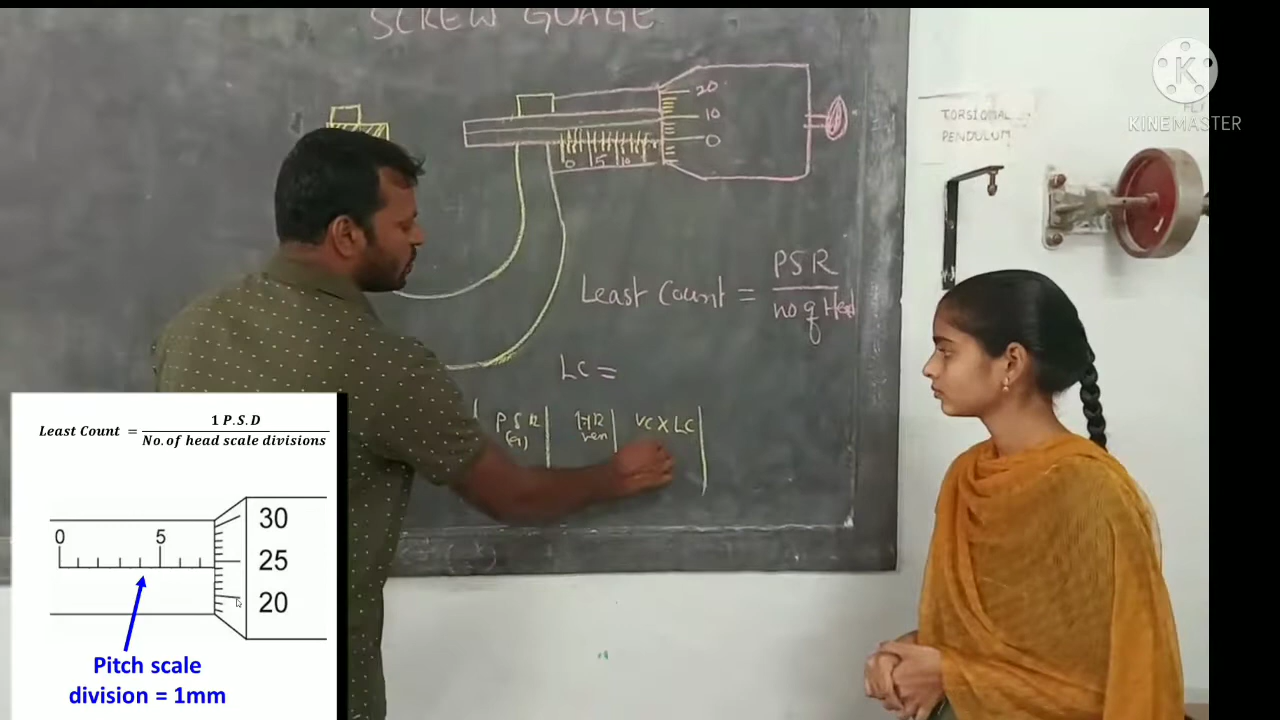 SCREW GUAGE
20
10
0
0 5 10
Least Count = PSR
no of Head
LC =
PSR
(a)
VC X LC
TORSIONAL
PENDULUM
K
KINEMASTER
Least Count = 1 P.S.D
No. of head scale divisions
0 5
30
25
20
Pitch scale
division = 1mm